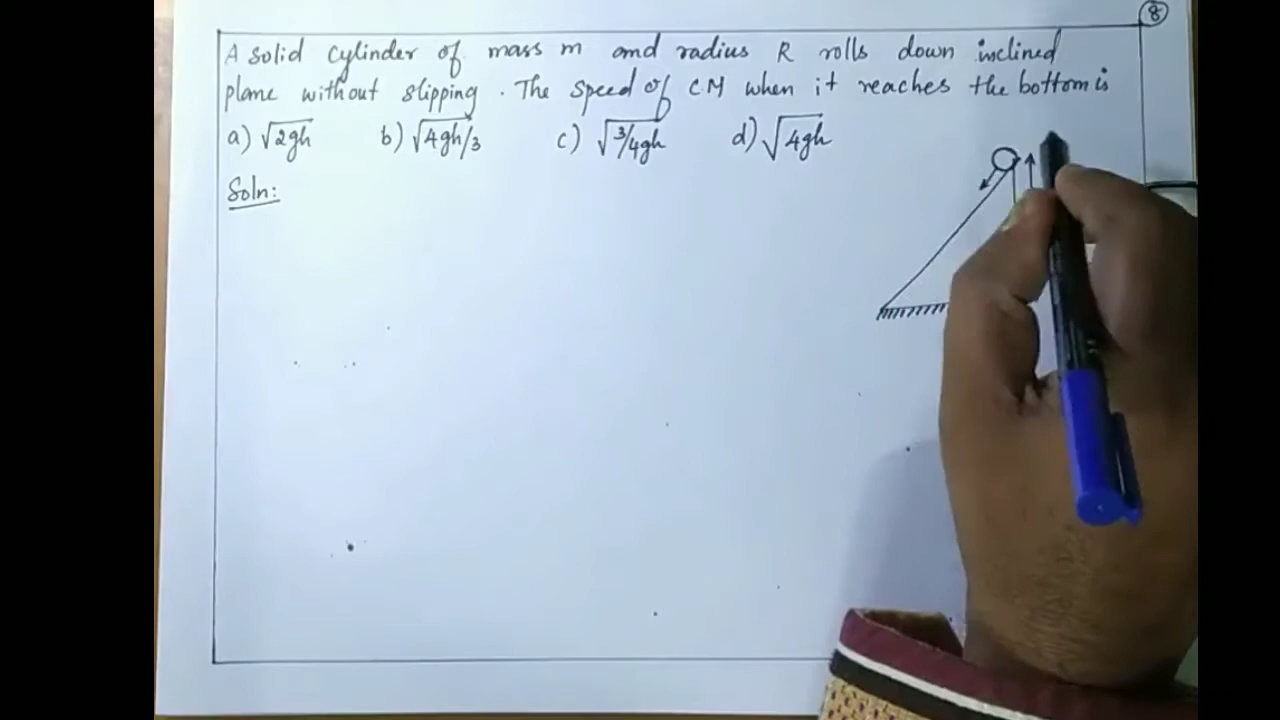 8
A solid cylinder of mass m and radius R rolls down inclined
plane without slipping. The speed of CM when it reaches the bottom is
a) √2gh b) √4gh/3 c) √3/4gh d) √4gh
Soln: